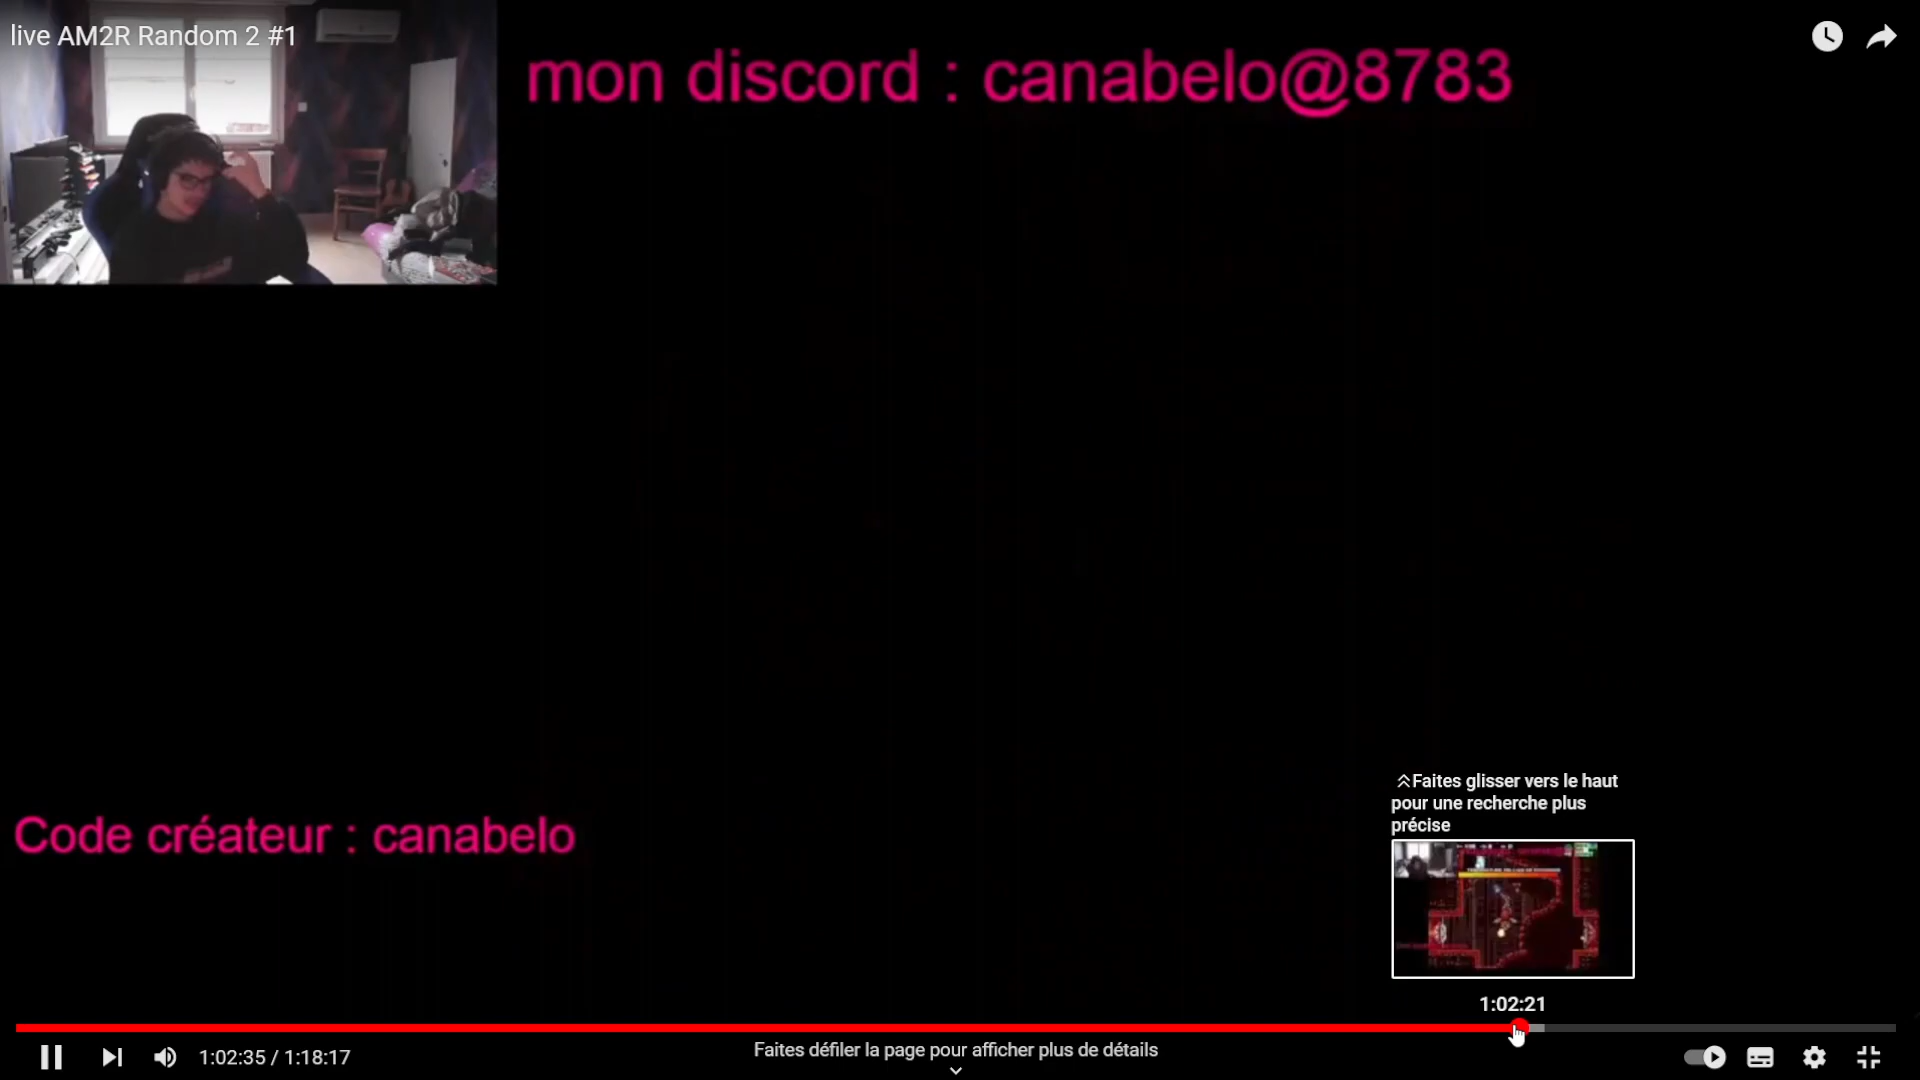 live AM2R Random 2 #1
mon discord : canabelo@8783
Code créateur : canabelo
Faites glisser vers le haut
pour une recherche plus
précise
1:02:21
1:02:35 / 1:18:17
Faites défiler la page pour afficher plus de détails